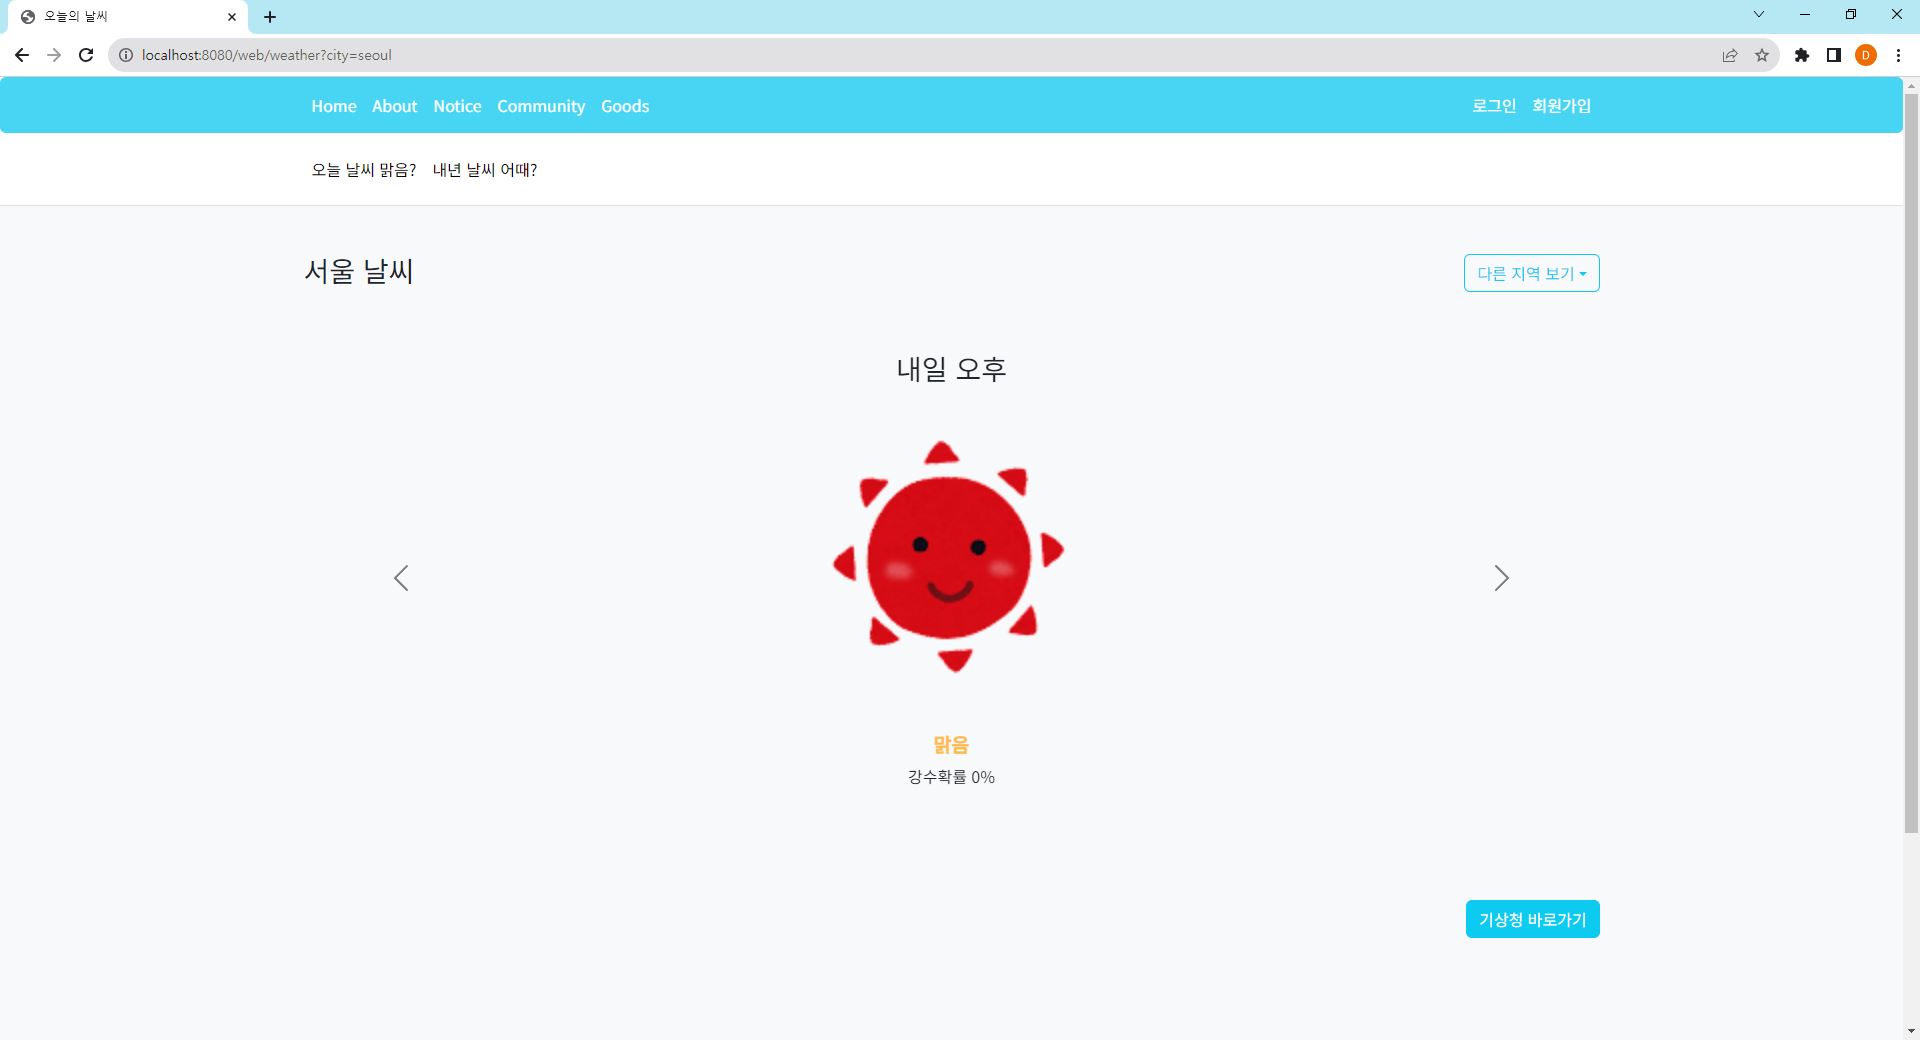 오늘의 날씨
localhost:8080/web/weather?city=seoul
D
Home About Notice Community Goods 로그인 회원가입
오늘 날씨 맑음? 내년 날씨 어때?
서울 날씨 다른 지역 보기
내일 오후
맑음
강수확률 0%
기상청 바로가기